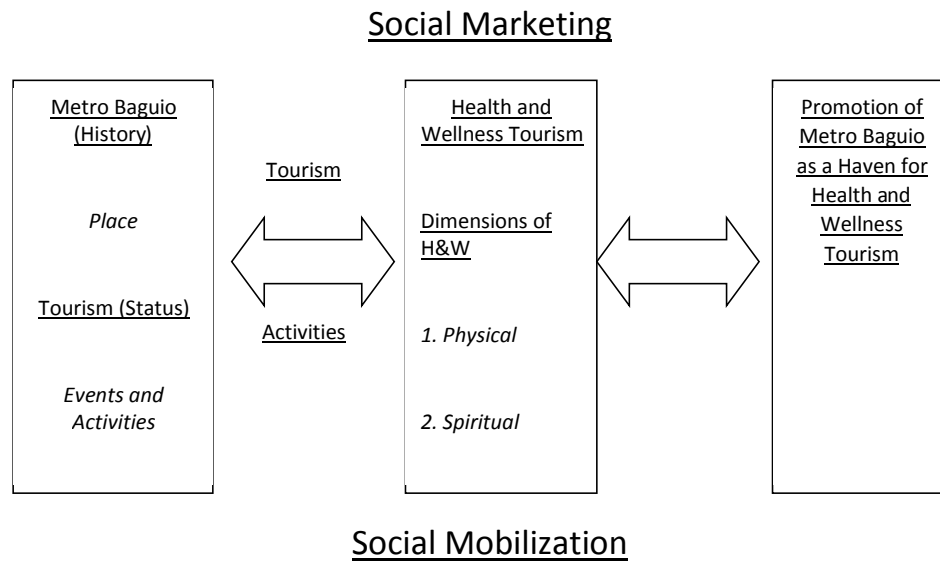 Social Marketing
Metro Baguio
(History)
Place
Tourism (Status)
Events and
Activities
Tourism
Activities
Health and
Wellness Tourism
Dimensions of
H&W
1. Physical
2. Spiritual
Promotion of
Metro Baguio
as a Haven for
Health and
Wellness
Tourism
Social Mobilization